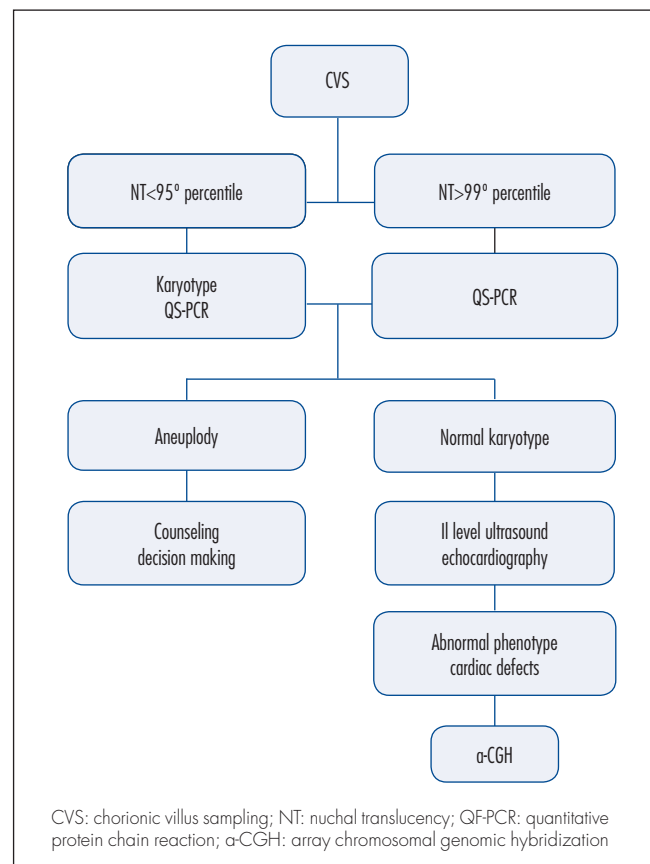 CVS
NT<95º percentile
NT>99º percentile
Karyotype
QS-PCR
QS-PCR
Aneuplody
Normal karyotype
Counseling
decision making
II level ultrasound
echocardiography
Abnormal phenotype
cardiac defects
α-CGH
CVS: chorionic villus sampling; NT: nuchal translucency; QF-PCR: quantitative
protein chain reaction; α-CGH: array chromosomal genomic hybridization